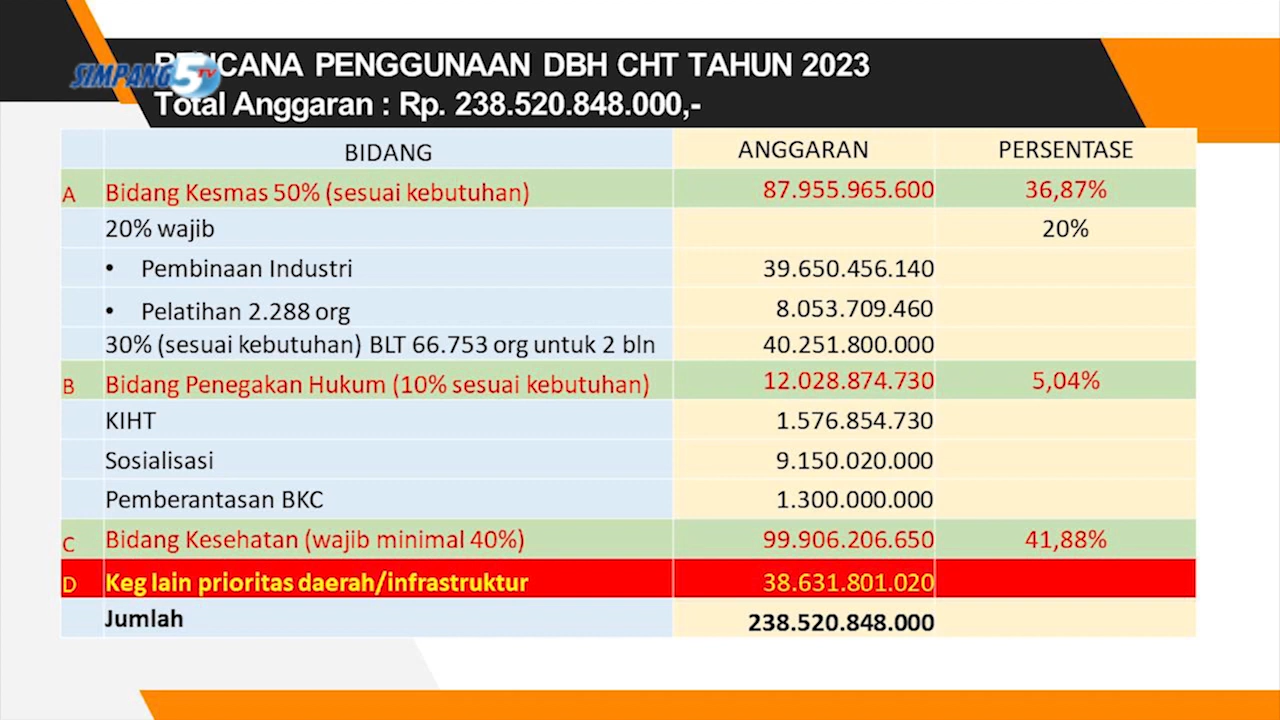 RENCANA PENGGUNAAN DBH CHT TAHUN 2023
SIMPANG5 TV
Total Anggaran : Rp. 238.520.848.000,-
BIDANG ANGGARAN PERSENTASE
A Bidang Kesmas 50% (sesuai kebutuhan) 87.955.965.600 36,87%
20% wajib 20%
• Pembinaan Industri 39.650.456.140
• Pelatihan 2.288 org 8.053.709.460
30% (sesuai kebutuhan) BLT 66.753 org untuk 2 bln 40.251.800.000
B Bidang Penegakan Hukum (10% sesuai kebutuhan) 12.028.874.730 5,04%
KIHT 1.576.854.730
Sosialisasi 9.150.020.000
Pemberantasan BKC 1.300.000.000
C Bidang Kesehatan (wajib minimal 40%) 99.906.206.650 41,88%
D Keg lain prioritas daerah/infrastruktur 38.631.801.020
Jumlah 238.520.848.000